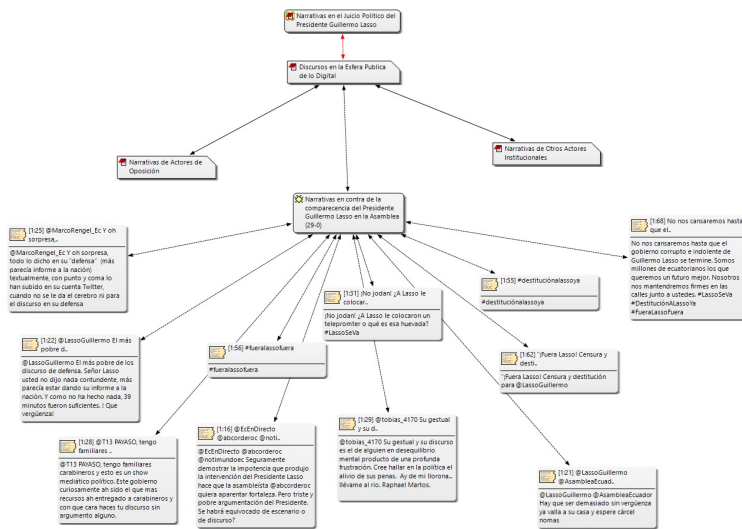 Narrativas en el Juicio Político del
Presidente Guillermo Lasso
Discursos en la Esfera Publica
de lo Digital
Narrativas de Actores de
Oposición
Narrativas de Otros Actores
Institucionales
Narrativas en contra de la
comparecencia del Presidente
Guillermo Lasso en la Asamblea
{29-0}
[1:25] @MarcoRengel_Ec Y oh
sorpresa,..
@MarcoRengel_Ec Y oh sorpresa,
todo lo dicho en su "defensa" (más
parecía informe a la nación)
textualmente, con punto y coma lo
han subido en su cuenta Twitter,
cuando no se le da el cerebro ni para
el discurso en su defensa
[1:68] No nos cansaremos hasta
que el..
No nos cansaremos hasta que el
gobierno corrupto e indolente de
Guillermo Lasso se termine. Somos
millones de ecuatorianos los que
queremos un futuro mejor. Nosotros
nos mantendremos firmes en las
calles junto a ustedes. #LassoSeVa
#DestituciónALassoYa
#FueraLassoFuera
[1:55] #destituciónalassoya
#destituciónalassoya
[1:31] ¡No jodan! ¿A Lasso le
colocar..
¡No jodan! ¿A Lasso le colocaron un
telepromter o qué es esa huevada?
#LassoSeVa
[1:22] @LassoGuillermo El más
pobre d..
@LassoGuillermo El más pobre de los
discurso de defensa. Señor Lasso
usted no dijo nada contundente, más
parecía estar dando su informe a la
nación. Y como no ha hecho nada, 39
minutos fueron suficientes. ! Que
vergüenza!
[1:56] #fueralassofuera
#fueralassofuera
[1:62] "¡Fuera Lasso! Censura y
desti..
"¡Fuera Lasso! Censura y destitución
para @LassoGuillermo
[1:28] @T13 PAYASO, tengo
familiares ..
@T13 PAYASO, tengo familiares
carabineros y esto es un show
mediático político. Este gobierno
curiosamente ah sido el que mas
recursos ah entregado a carabineros y
con que cara haces tu discurso sin
argumento alguno.
[1:16] @EcEnDirecto
@abcorderoc @noti..
@EcEnDirecto @abcorderoc
@notimundoec Seguramente
demostrar la impotencia que produjo la
intervención del Presidente Lasso
hace que la asambleísta @abcorderoc
quiera aparentar fortaleza. Pero triste y
pobre argumentación del Presidente.
Se habrá equivocado de escenario o
de discurso?
[1:29] @tobias_4170 Su gestual
y su d..
@tobias_4170 Su gestual y su discurso
es el de alguien en desequilibrio
mental producto de una profunda
frustración. Cree hallar en la política el
alivio de sus penas. Ay de mi llorona...
llévame al rio. Raphael Martos.
[1:21] @LassoGuillermo
@AsambleaEcuad..
@LassoGuillermo @AsambleaEcuador
Hay que ser demasiado sin vergüenza
ya valla a su casa y espere cárcel
nomas